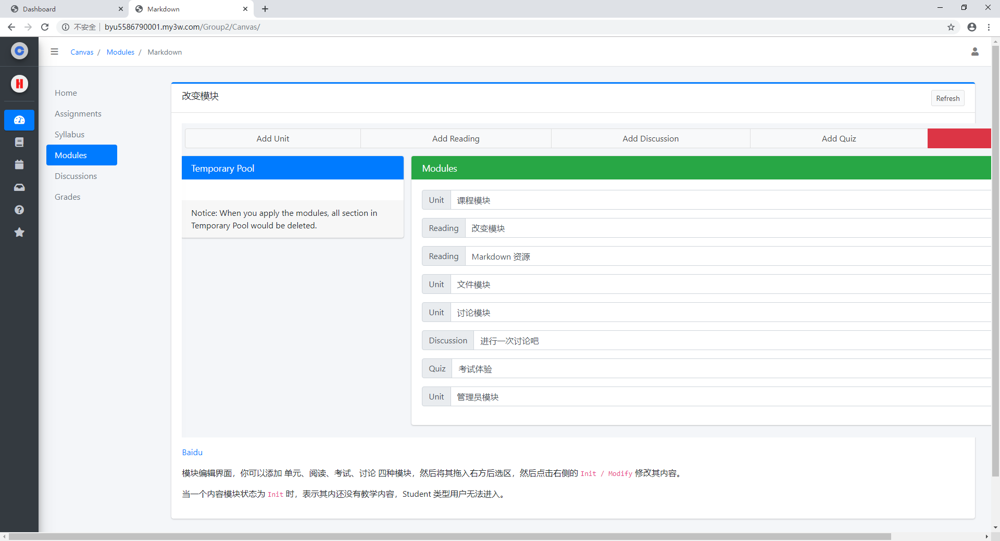 Dashboard
Markdown
不安全
byu5586790001.my3w.com/Group2/Canvas/
Canvas / Modules / Markdown
Home
Assignments
Syllabus
Modules
Discussions
Grades
改变模块
Refresh
Add Unit
Add Reading
Add Discussion
Add Quiz
Temporary Pool
Notice: When you apply the modules, all section in
Temporary Pool would be deleted.
Modules
Unit 课程模块
Reading 改变模块
Reading Markdown 资源
Unit 文件模块
Unit 讨论模块
Discussion 进行一次讨论吧
Quiz 考试体验
Unit 管理员模块
Baidu
模块编辑界面，你可以添加 单元、阅读、考试、讨论 四种模块，然后将其拖入右方后选区，然后点击右侧的 Init / Modify 修改其内容。
当一个内容模块状态为 Init 时，表示其内还没有教学内容，Student 类型用户无法进入。